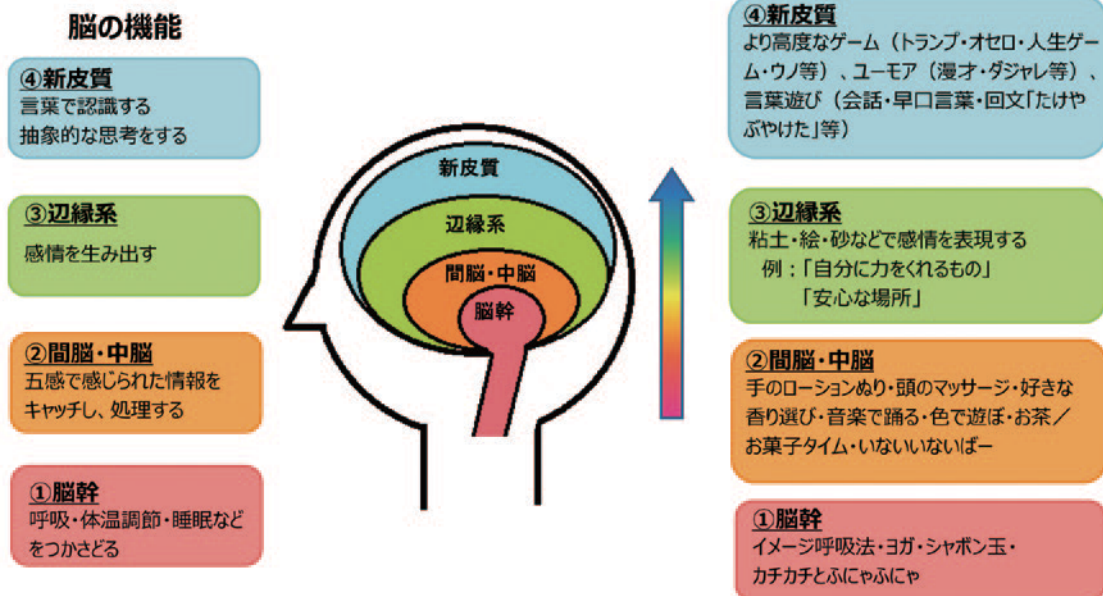 脳の機能
④新皮質
言葉で認識する
抽象的な思考をする
③辺縁系
感情を生み出す
②間脳・中脳
五感で感じられた情報を
キャッチし、処理する
①脳幹
呼吸・体温調節・睡眠など
をつかさどる
新皮質
辺縁系
間脳・中脳
脳幹
④新皮質
より高度なゲーム（トランプ・オセロ・人生ゲー
ム・ウノ等）、ユーモア（漫才・ダジャレ等）、
言葉遊び（会話・早口言葉・回文「たけや
ぶやけた」等）
③辺縁系
粘土・絵・砂などで感情を表現する
例：「自分に力をくれるもの」
「安心な場所」
②間脳・中脳
手のローションぬり・頭のマッサージ・好きな
香り選び・音楽で踊る・色で遊ぼ・お茶／
お菓子タイム・いないいないばー
①脳幹
イメージ呼吸法・ヨガ・シャボン玉・
カチカチとふにゃふにゃ